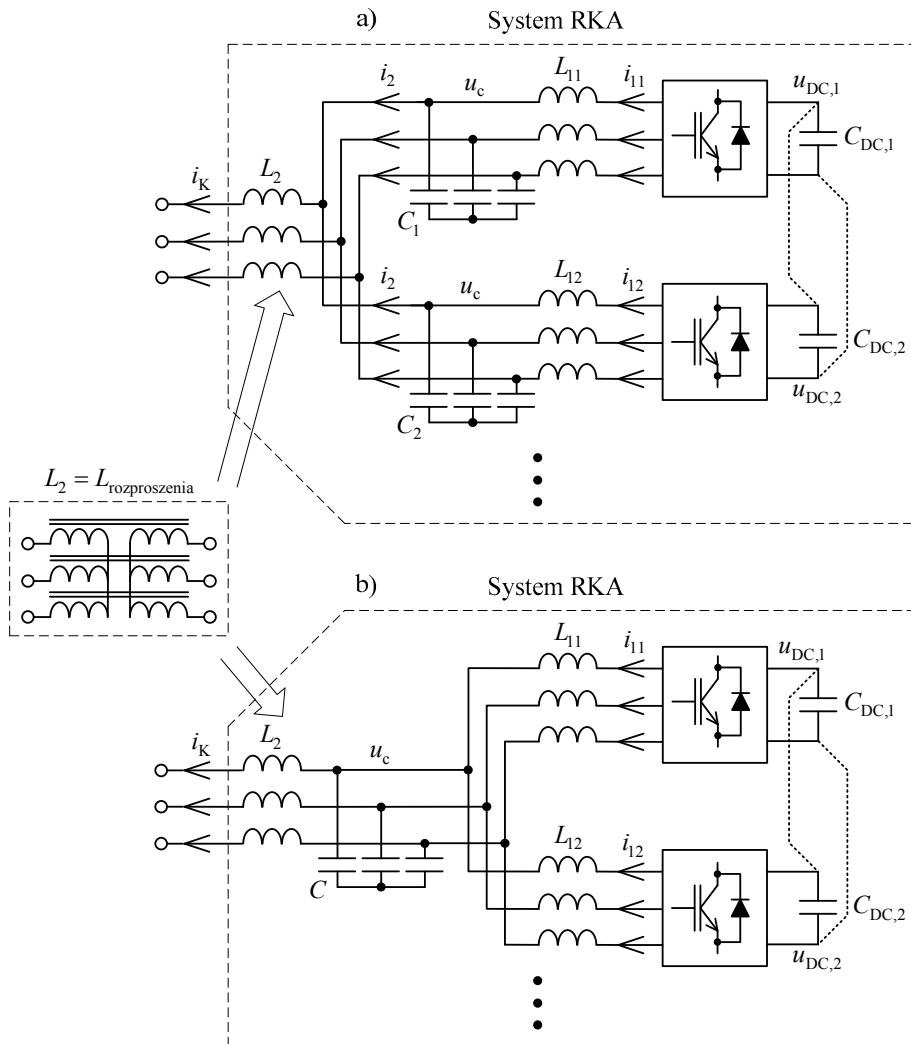 a) System RKA
i2 uc L11 i11 uDC,1
CDC,1
iK L2
C1
i2 uc L12 i12
CDC,2
uDC,2
C2
L2 = Lrozproszenia
b) System RKA
L11 i11 uDC,1
CDC,1
iK L2 uc
L12 i12
C
CDC,2
uDC,2